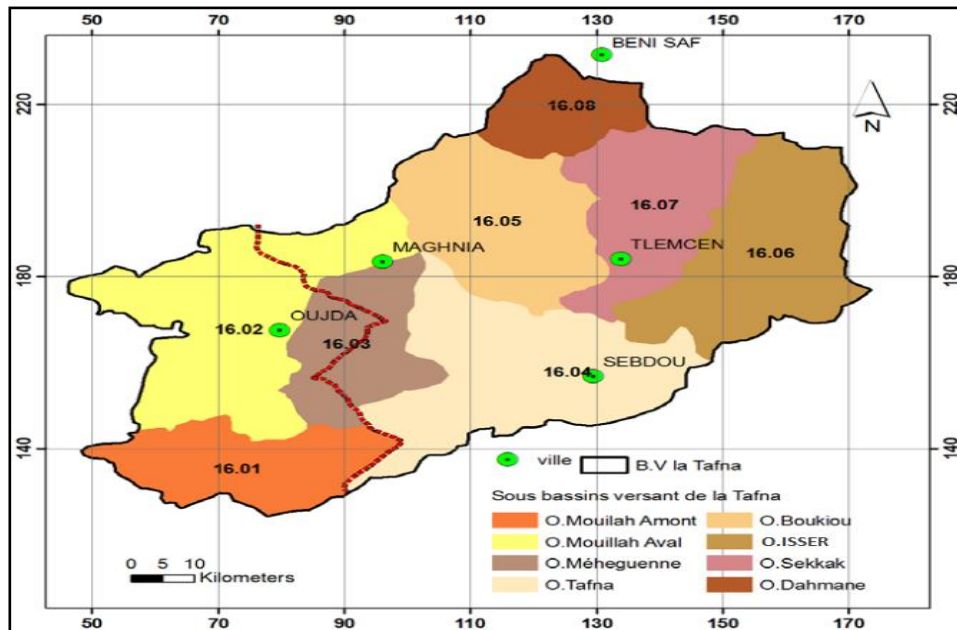 50 70 90 110 130 150 170
BENI SAF
220 220
16.08
N
16.05 16.07
MAGHNIA TLEMCEN
16.06
180 180
OUJDA
16.02 16.03
SEBDOU
16.04
140 140
16.01
ville B.V la Tafna
Sous bassins versant de la Tafna
O.Mouilah Amont O.Boukiou
O.Mouillah Aval O.ISSER
O.Méheguenne O.Sekkak
O.Tafna O.Dahmane
0 5 10
Kilometers
50 70 90 110 130 150 170